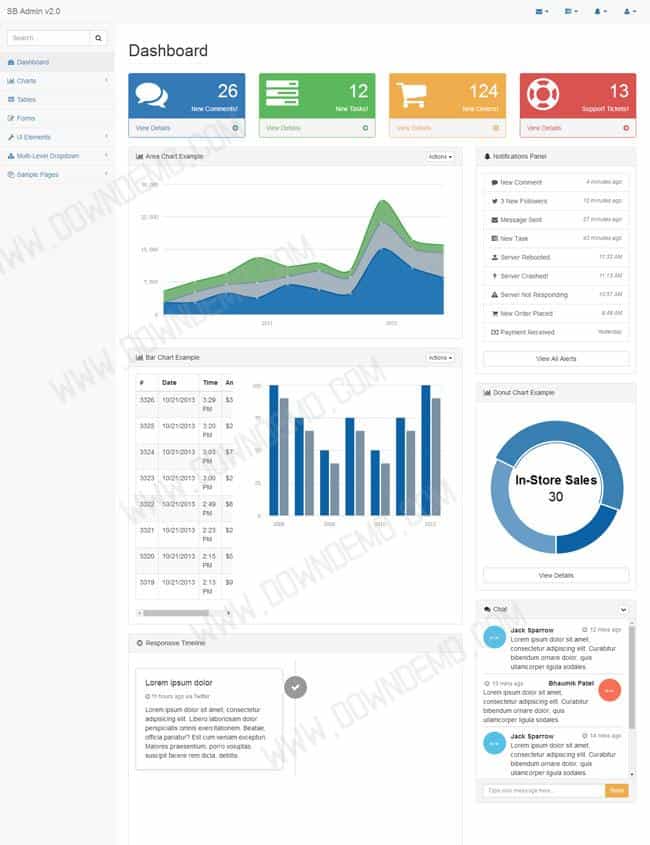 SB Admin v2.0
Search...
Dashboard
Charts
Tables
Forms
UI Elements
Multi-Level Dropdown
Sample Pages
Dashboard
26
New Comments!
View Details
12
New Tasks!
View Details
124
New Orders!
View Details
13
Support Tickets!
View Details
Area Chart Example
Actions
30,000
22,500
15,000
7,500
0
2011
2012
Bar Chart Example
Actions
# Date Time An
3326 10/21/2013 3:29 $3
PM
3325 10/21/2013 3:20 $2
PM
3324 10/21/2013 3:03 $7
PM
3323 10/21/2013 3:00 $2
PM
3322 10/21/2013 2:49 $8
PM
3321 10/21/2013 2:23 $2
PM
3320 10/21/2013 2:15 $5
PM
3319 10/21/2013 2:13 $9
PM
100
75
50
25
0
2006
2008
2010
2012
Responsive Timeline
Lorem ipsum dolor
11 hours ago via Twitter
Lorem ipsum dolor sit amet, consectetur
adipisicing elit. Libero laboriosam dolor
perspiciatis omnis exercitationem. Beatae,
officia pariatur? Est cum veniam excepturi.
Maiores praesentium, porro voluptas
suscipit facere rem dicta, debitis.
Notifications Panel
New Comment 4 minutes ago
3 New Followers 12 minutes ago
Message Sent 27 minutes ago
New Task 43 minutes ago
Server Rebooted 11:32 AM
Server Crashed! 11:13 AM
Server Not Responding 10:57 AM
New Order Placed 9:49 AM
Payment Received Yesterday
View All Alerts
Donut Chart Example
In-Store Sales
30
View Details
Chat
Jack Sparrow 12 mins ago
Lorem ipsum dolor sit amet,
consectetur adipiscing elit. Curabitur
bibendum ornare dolor, quis
ullamcorper ligula sodales.
13 mins ago Bhaumik Patel
Lorem ipsum dolor sit amet,
consectetur adipiscing elit. Curabitur
bibendum ornare dolor, quis
ullamcorper ligula sodales.
Jack Sparrow 14 mins ago
Lorem ipsum dolor sit amet,
consectetur adipiscing elit. Curabitur
bibendum ornare dolor, quis
ullamcorper ligula sodales.
Type your message here...
Send
WWW.DOWNDEMO.COM
WWW.DOWNDEMO.COM
WWW.DOWNDEMO.COM
WWW.DOWNDEMO.COM